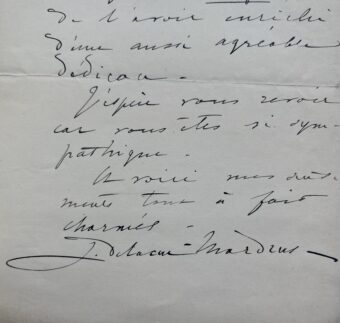 de l'avoir enrichi
d'une aussi agréable
dédicace.
J'espère vous revoir
car vous êtes si sym-
pathique.
Et voici mes
ments tout à fait
charmés.
J. Delarue-Mardrus